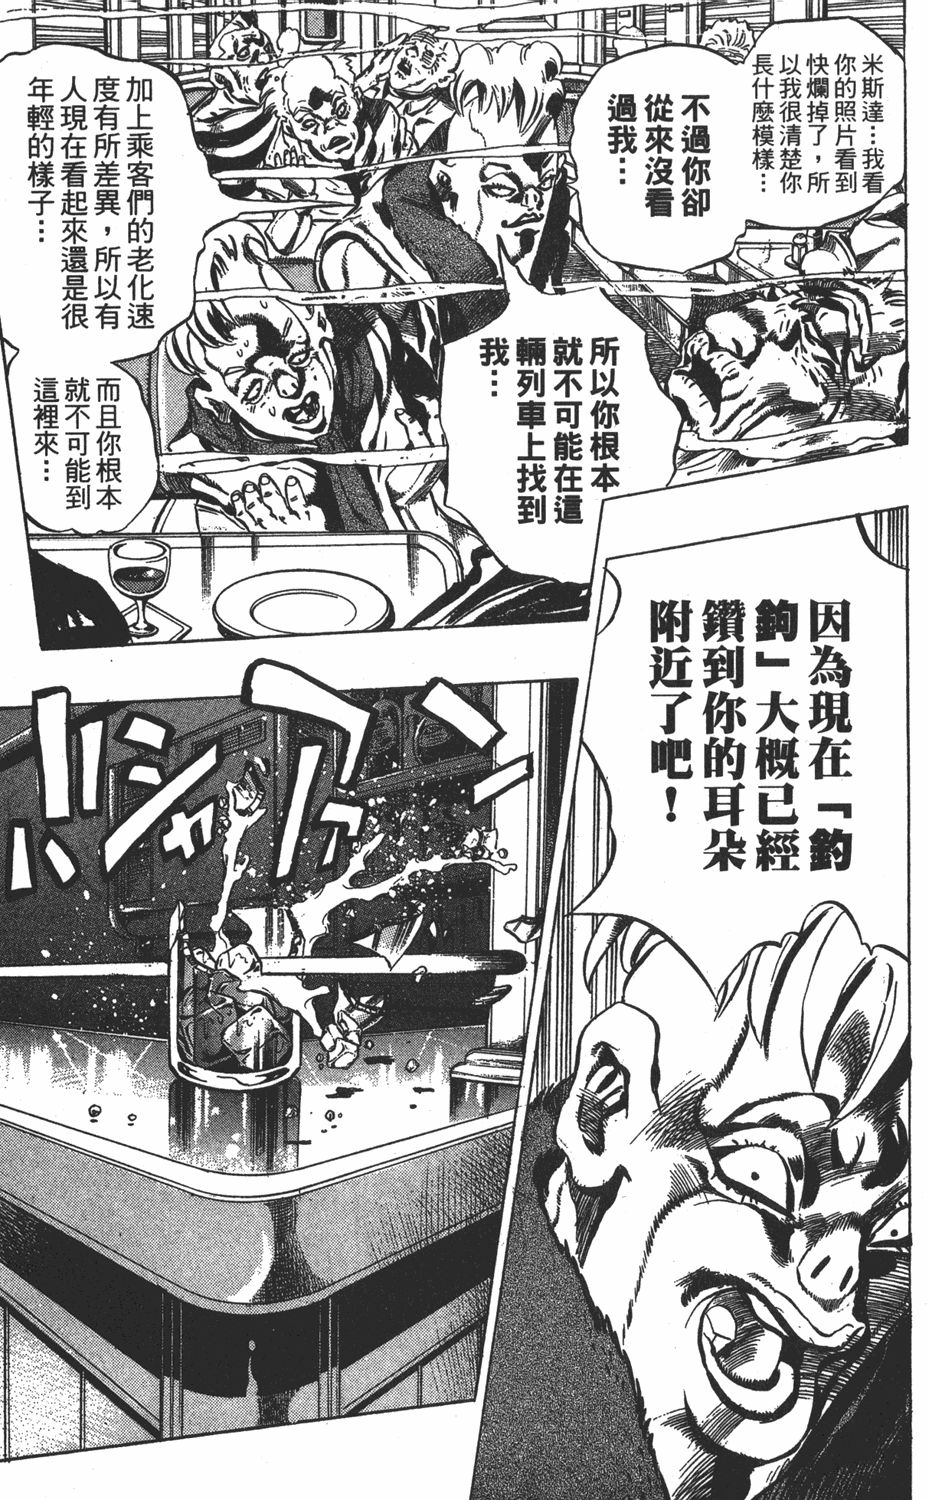 米斯達…我看
你的照片看到
快爛掉了，所
以我很清楚你
長什麼模樣…
不過你卻
從來沒看
過我…
所以你根本
就不可能在這
輛列車上找到
我…
加上乘客們的老化速
度有所差異，所以有
人現在看起來還是很
年輕的樣子…
而且你根本
就不可能到
這裡來…
因為現在「釣
鉤」大概已經
鑽到你的耳朵
附近了吧！
バシャアァン